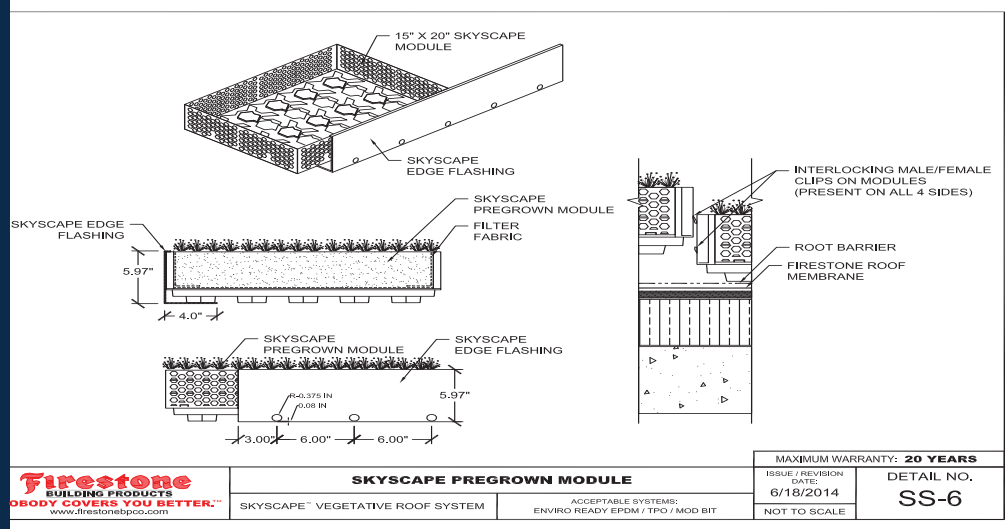 15" X 20" SKYSCAPE
MODULE
SKYSCAPE
EDGE FLASHING
SKYSCAPE
PREGROWN MODULE
SKYSCAPE EDGE
FLASHING
FILTER
FABRIC
5.97"
4.0"
INTERLOCKING MALE/FEMALE
CLIPS ON MODULES
(PRESENT ON ALL 4 SIDES)
ROOT BARRIER
FIRESTONE ROOF
MEMBRANE
SKYSCAPE
PREGROWN MODULE
SKYSCAPE
EDGE FLASHING
R-0.375 IN
0.08 IN
5.97"
3.00"
6.00"
6.00"
MAXIMUM WARRANTY: 20 YEARS
Firestone
BUILDING PRODUCTS
OBODY COVERS YOU BETTER.™
www.firestonebpco.com
SKYSCAPE PREGROWN MODULE
SKYSCAPE™ VEGETATIVE ROOF SYSTEM
ACCEPTABLE SYSTEMS:
ENVIRO READY EPDM / TPO / MOD BIT
ISSUE / REVISION
DATE:
6/18/2014
NOT TO SCALE
DETAIL NO.
SS-6